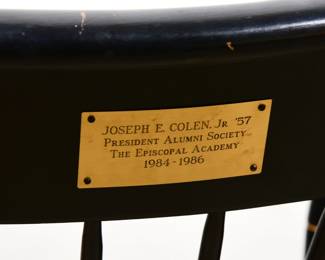 JOSEPH E. COLEN, JR '57
PRESIDENT ALUMNI SOCIETY
THE EPISCOPAL ACADEMY
1984-1986